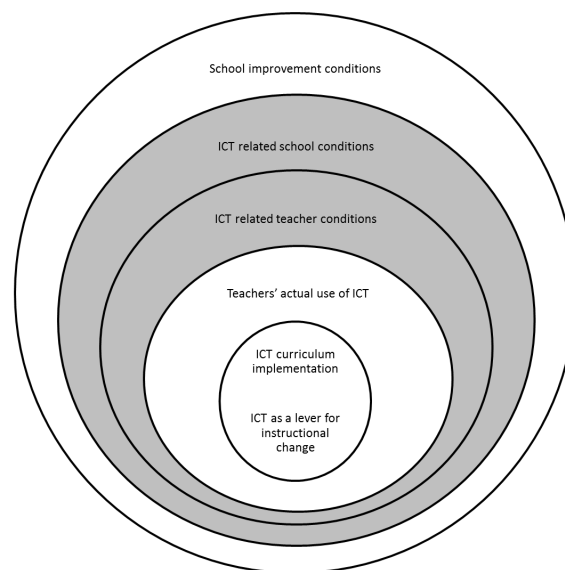 School improvement conditions
ICT related school conditions
ICT related teacher conditions
Teachers’ actual use of ICT
ICT curriculum
implementation
ICT as a lever for
instructional
change